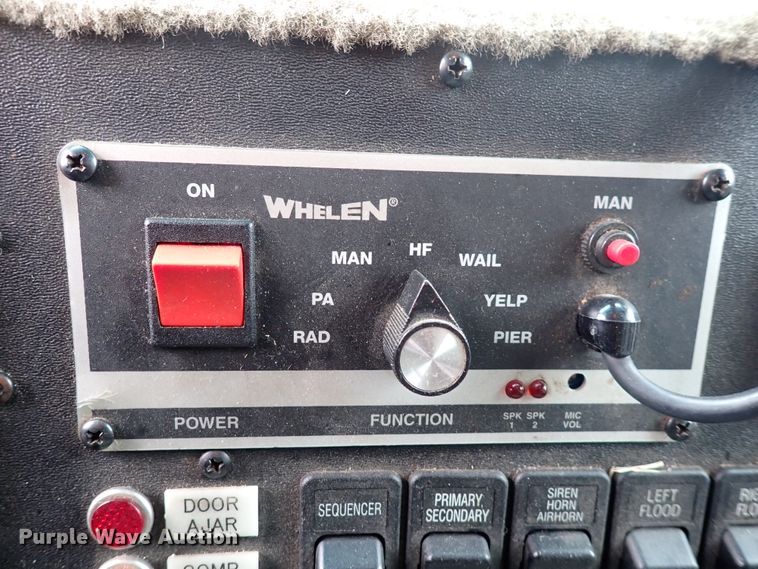 ON
WHELEN®
MAN
MAN
HF
WAIL
PA
YELP
RAD
PIER
POWER
FUNCTION
SPK
1
SPK
2
MIC
VOL
DOOR
AJAR
SEQUENCER
PRIMARY
SECONDARY
SIREN
HORN
AIRHORN
LEFT
FLOOD
Purple Wave Auction